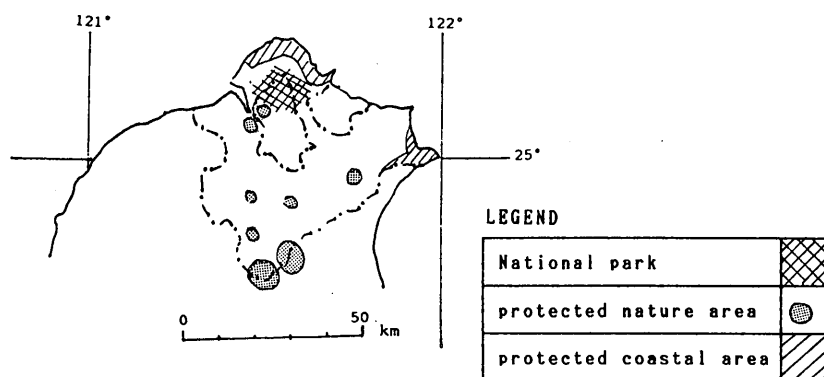 121°
122°
25°
LEGEND
National park
protected nature area
protected coastal area
0
50
km